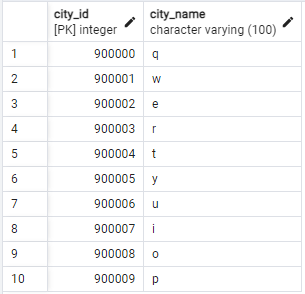 city_id city_name
[PK] integer character varying (100)
1 900000 q
2 900001 w
3 900002 e
4 900003 r
5 900004 t
6 900005 y
7 900006 u
8 900007 i
9 900008 o
10 900009 p